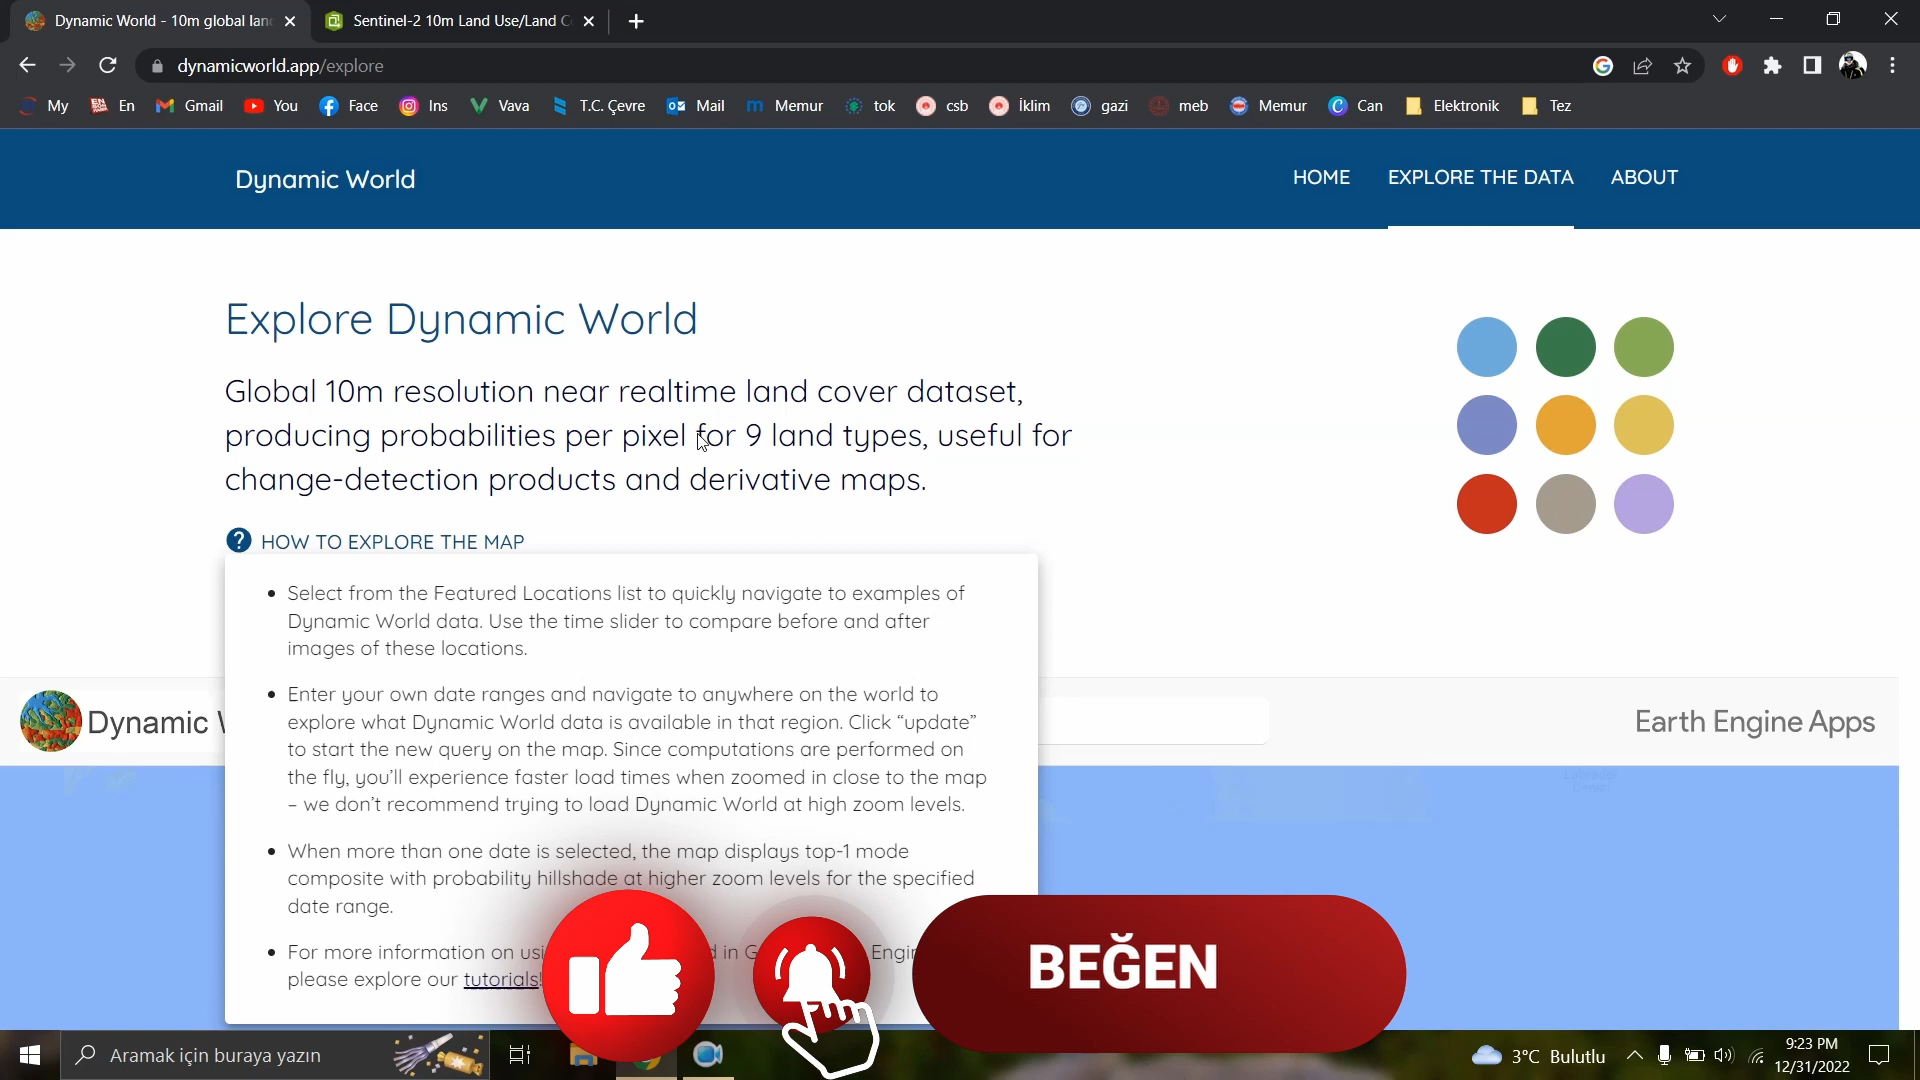 Dynamic World - 10m global lan
Sentinel-2 10m Land Use/Land C
dynamicworld.app/explore
My
En
Gmail
You
Face
Ins
Vava
T.C. Çevre
Mail
Memur
tok
csb
İklim
gazi
meb
Memur
Can
Elektronik
Tez
Dynamic World
HOME
EXPLORE THE DATA
ABOUT
Explore Dynamic World
Global 10m resolution near realtime land cover dataset,
producing probabilities per pixel for 9 land types, useful for
change-detection products and derivative maps.
? HOW TO EXPLORE THE MAP
• Select from the Featured Locations list to quickly navigate to examples of
Dynamic World data. Use the time slider to compare before and after
images of these locations.
• Enter your own date ranges and navigate to anywhere on the world to
explore what Dynamic World data is available in that region. Click “update”
to start the new query on the map. Since computations are performed on
the fly, you’ll experience faster load times when zoomed in close to the map
– we don’t recommend trying to load Dynamic World at high zoom levels.
• When more than one date is selected, the map displays top-1 mode
composite with probability hillshade at higher zoom levels for the specified
date range.
• For more information on usi d in G Engin
please explore our tutorials!
Dynamic W
Earth Engine Apps
BEĞEN
Aramak için buraya yazın
3°C Bulutlu
9:23 PM
12/31/2022